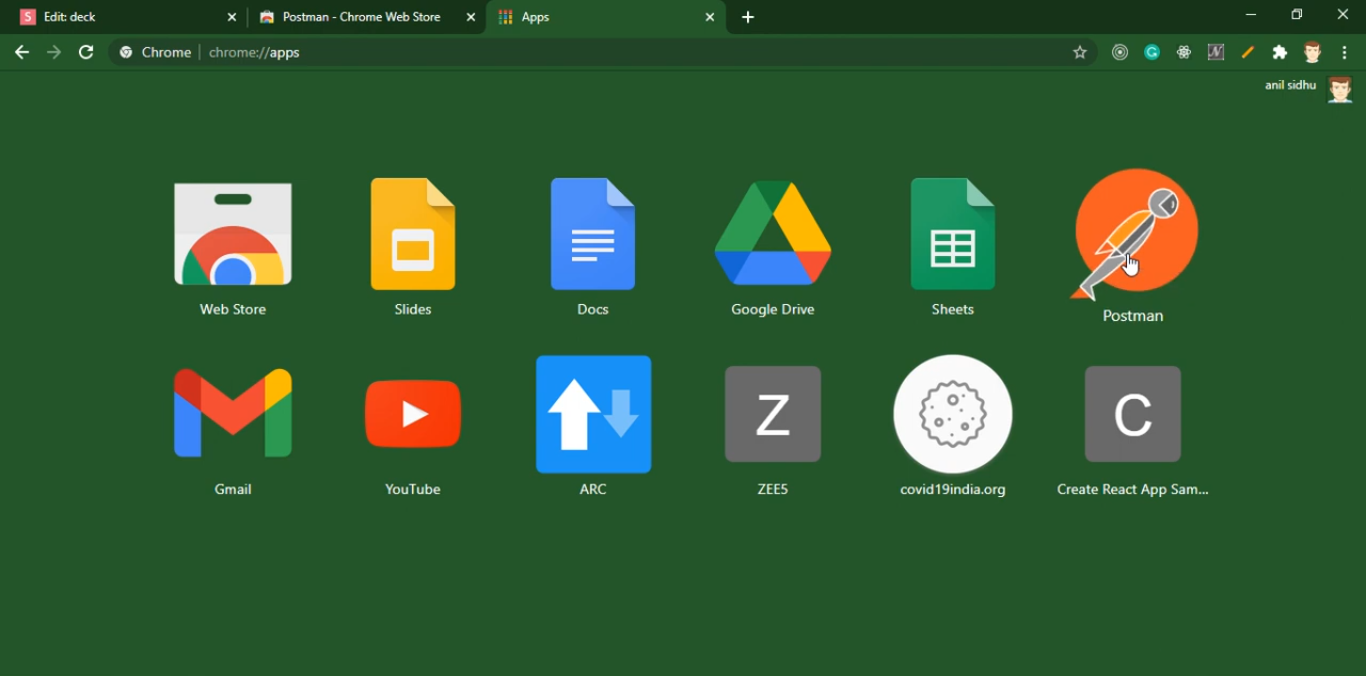 S Edit: deck
Postman - Chrome Web Store
Apps
Chrome | chrome://apps
anil sidhu
Web Store
Slides
Docs
Google Drive
Sheets
Postman
Gmail
YouTube
ARC
Z
ZEE5
covid19india.org
C
Create React App Sam...